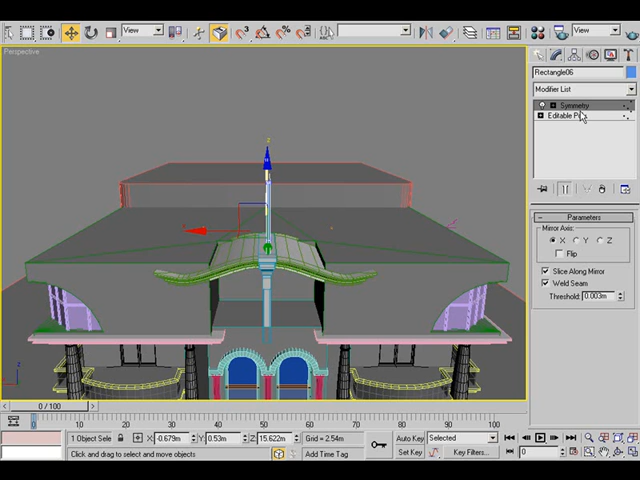 View
View
Perspective
Rectangle06
Modifier List
Symmetry
Editable Po
Parameters
Mirror Axis:
X Y Z
Flip
Slice Along Mirror
Weld Seam
Threshold: 0.003m
z
0 / 100
0 10 20 30 40 50 60 70 80 90 100
1 Object Sele X: -0.679m Y: 0.53m Z: 15.622m Grid = 2.54m Auto Key Selected
Click and drag to select and move objects Add Time Tag Set Key Key Filters... 0